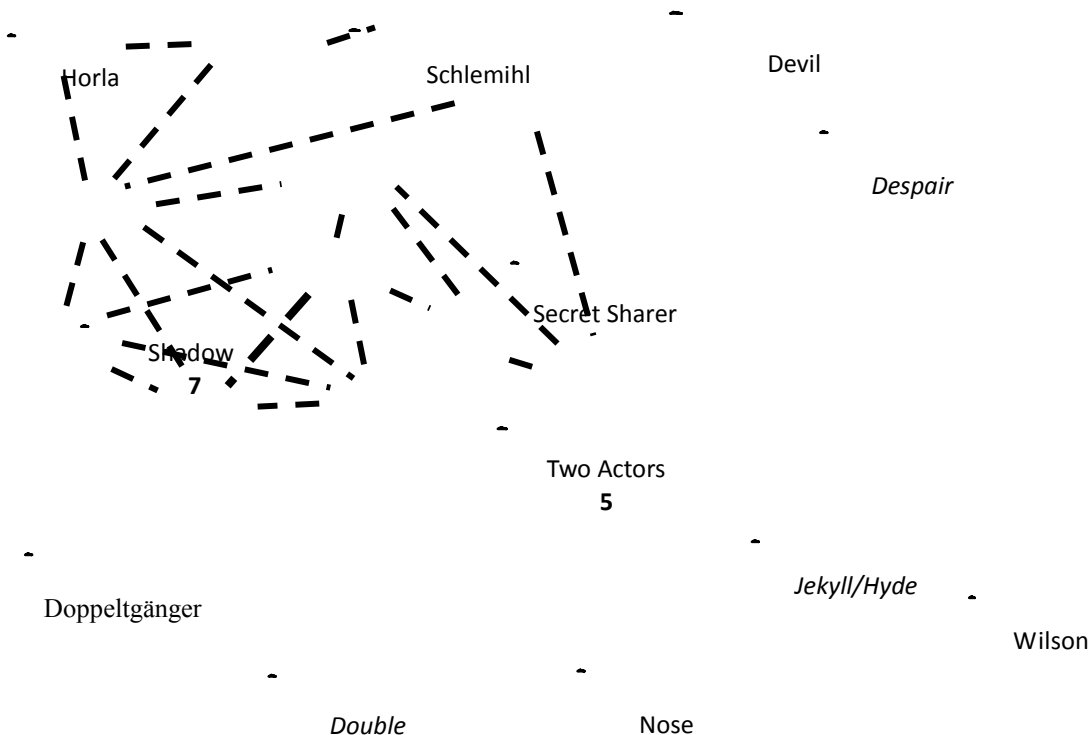 Horla
Schlemihl
Devil
Despair
Secret Sharer
Shadow
7
Two Actors
5
Jekyll/Hyde
Doppeltgänger
Wilson
Double
Nose